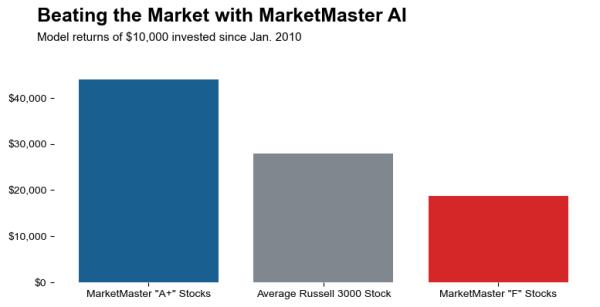 Beating the Market with MarketMaster AI
Model returns of $10,000 invested since Jan. 2010
$40,000
$30,000
$20,000
$10,000
$0
MarketMaster "A+" Stocks
Average Russell 3000 Stock
MarketMaster "F" Stocks